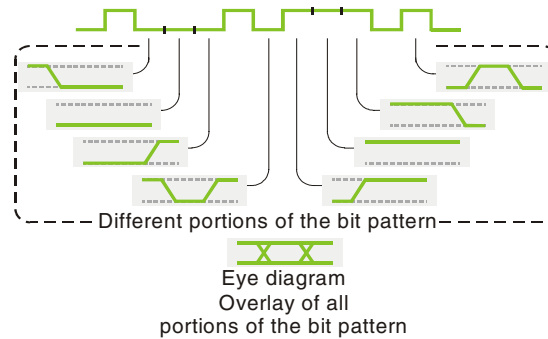 Different portions of the bit pattern
Eye diagram
Overlay of all
portions of the bit pattern